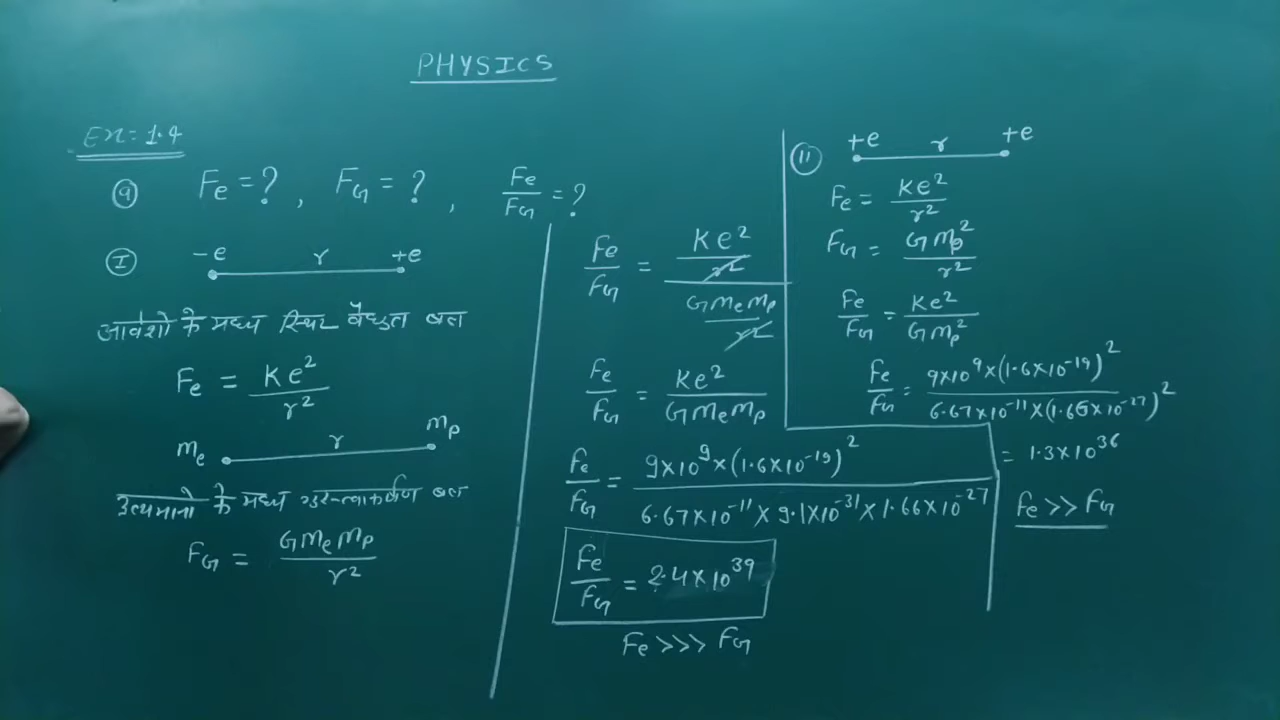 PHYSICS
Ex=1.4
(a) Fe = ? , FG = ? , Fe/FG = ?
(I) -e r +e
आवेशो के मध्य स्थिर वैधुत बल
Fe = Ke²/r²
me r mp
द्रव्यमानो के मध्य गुरुत्वाकर्षण बल
FG = Gmemp/r²
Fe/FG = (Ke²/r²)/(Gmemp/r²)
Fe/FG = Ke²/Gmemp
Fe/FG = 9×10⁹×(1.6×10⁻¹⁹)²/6.67×10⁻¹¹×9.1×10⁻³¹×1.66×10⁻²⁷
Fe/FG = 2.4×10³⁹
Fe >>> FG
(11) +e r +e
Fe = Ke²/r²
FG = Gmp²/r²
Fe/FG = Ke²/Gmp²
Fe/FG = 9×10⁹×(1.6×10⁻¹⁹)²/6.67×10⁻¹¹×(1.66×10⁻²⁷)²
= 1.3×10³⁶
Fe >> FG